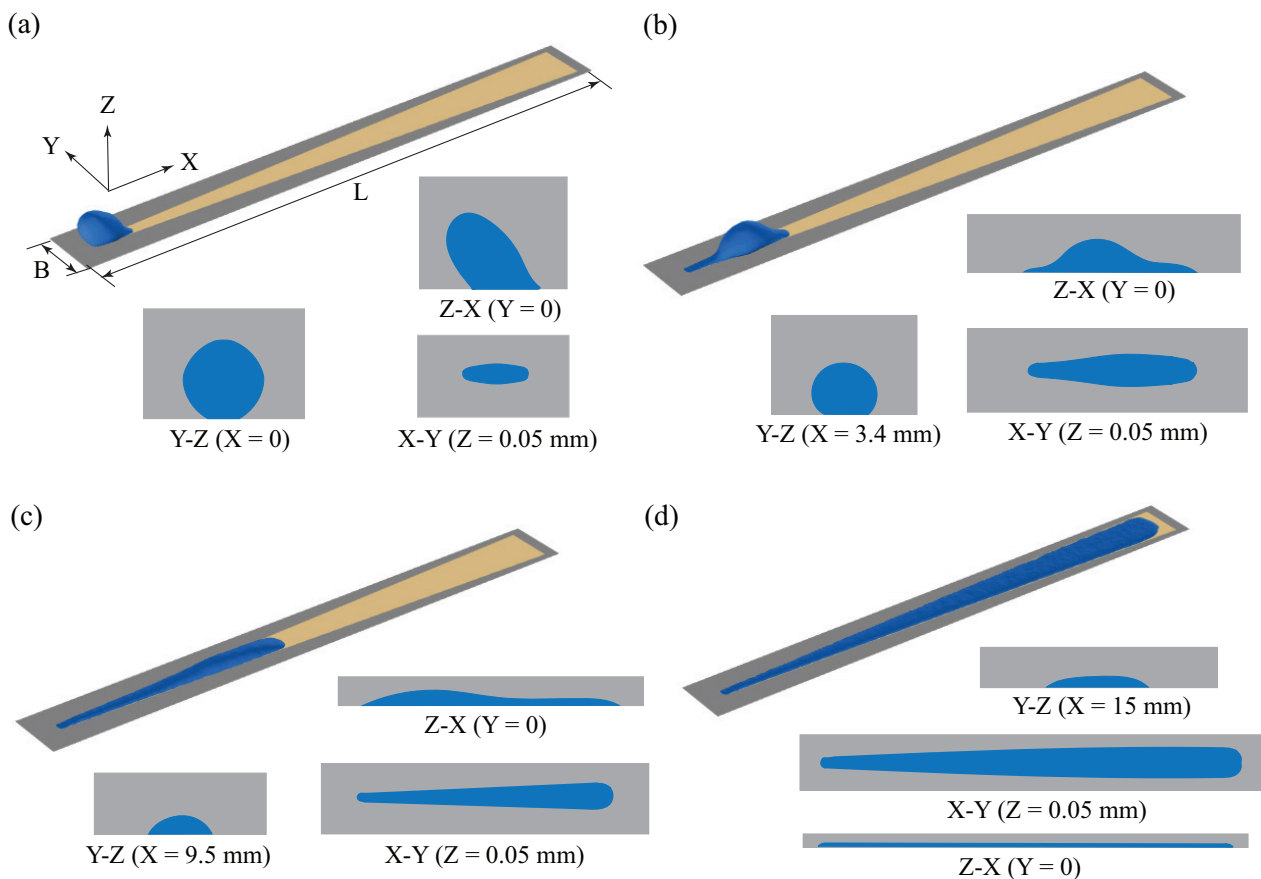 (a)
Z
Y
X
L
B
Z-X (Y = 0)
Y-Z (X = 0)
X-Y (Z = 0.05 mm)
(b)
Z-X (Y = 0)
Y-Z (X = 3.4 mm)
X-Y (Z = 0.05 mm)
(c)
Z-X (Y = 0)
Y-Z (X = 9.5 mm)
X-Y (Z = 0.05 mm)
(d)
Y-Z (X = 15 mm)
X-Y (Z = 0.05 mm)
Z-X (Y = 0)